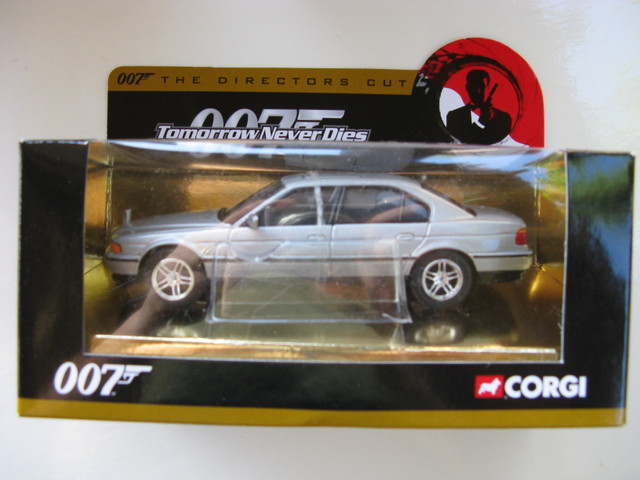 007 THE DIRECTORS CUT
007
Tomorrow Never Dies
007
CORGI